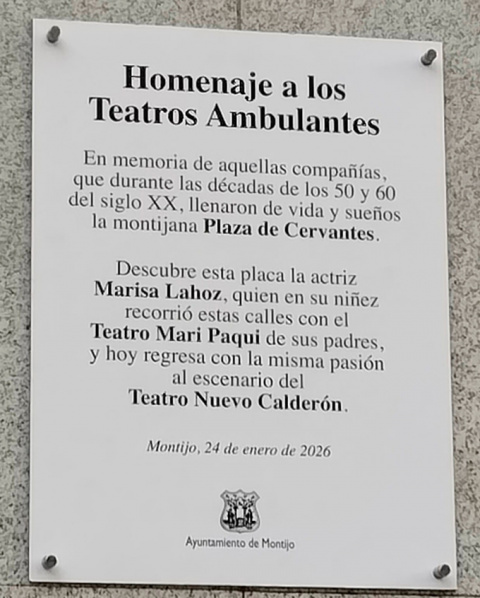 Homenaje a los
Teatros Ambulantes
En memoria de aquellas compañías,
que durante las décadas de los 50 y 60
del siglo XX, llenaron de vida y sueños
la montijana Plaza de Cervantes.
Descubre esta placa la actriz
Marisa Lahoz, quien en su niñez
recorrió estas calles con el
Teatro Mari Paqui de sus padres,
y hoy regresa con la misma pasión
al escenario del
Teatro Nuevo Calderón.
Montijo, 24 de enero de 2026
Ayuntamiento de Montijo